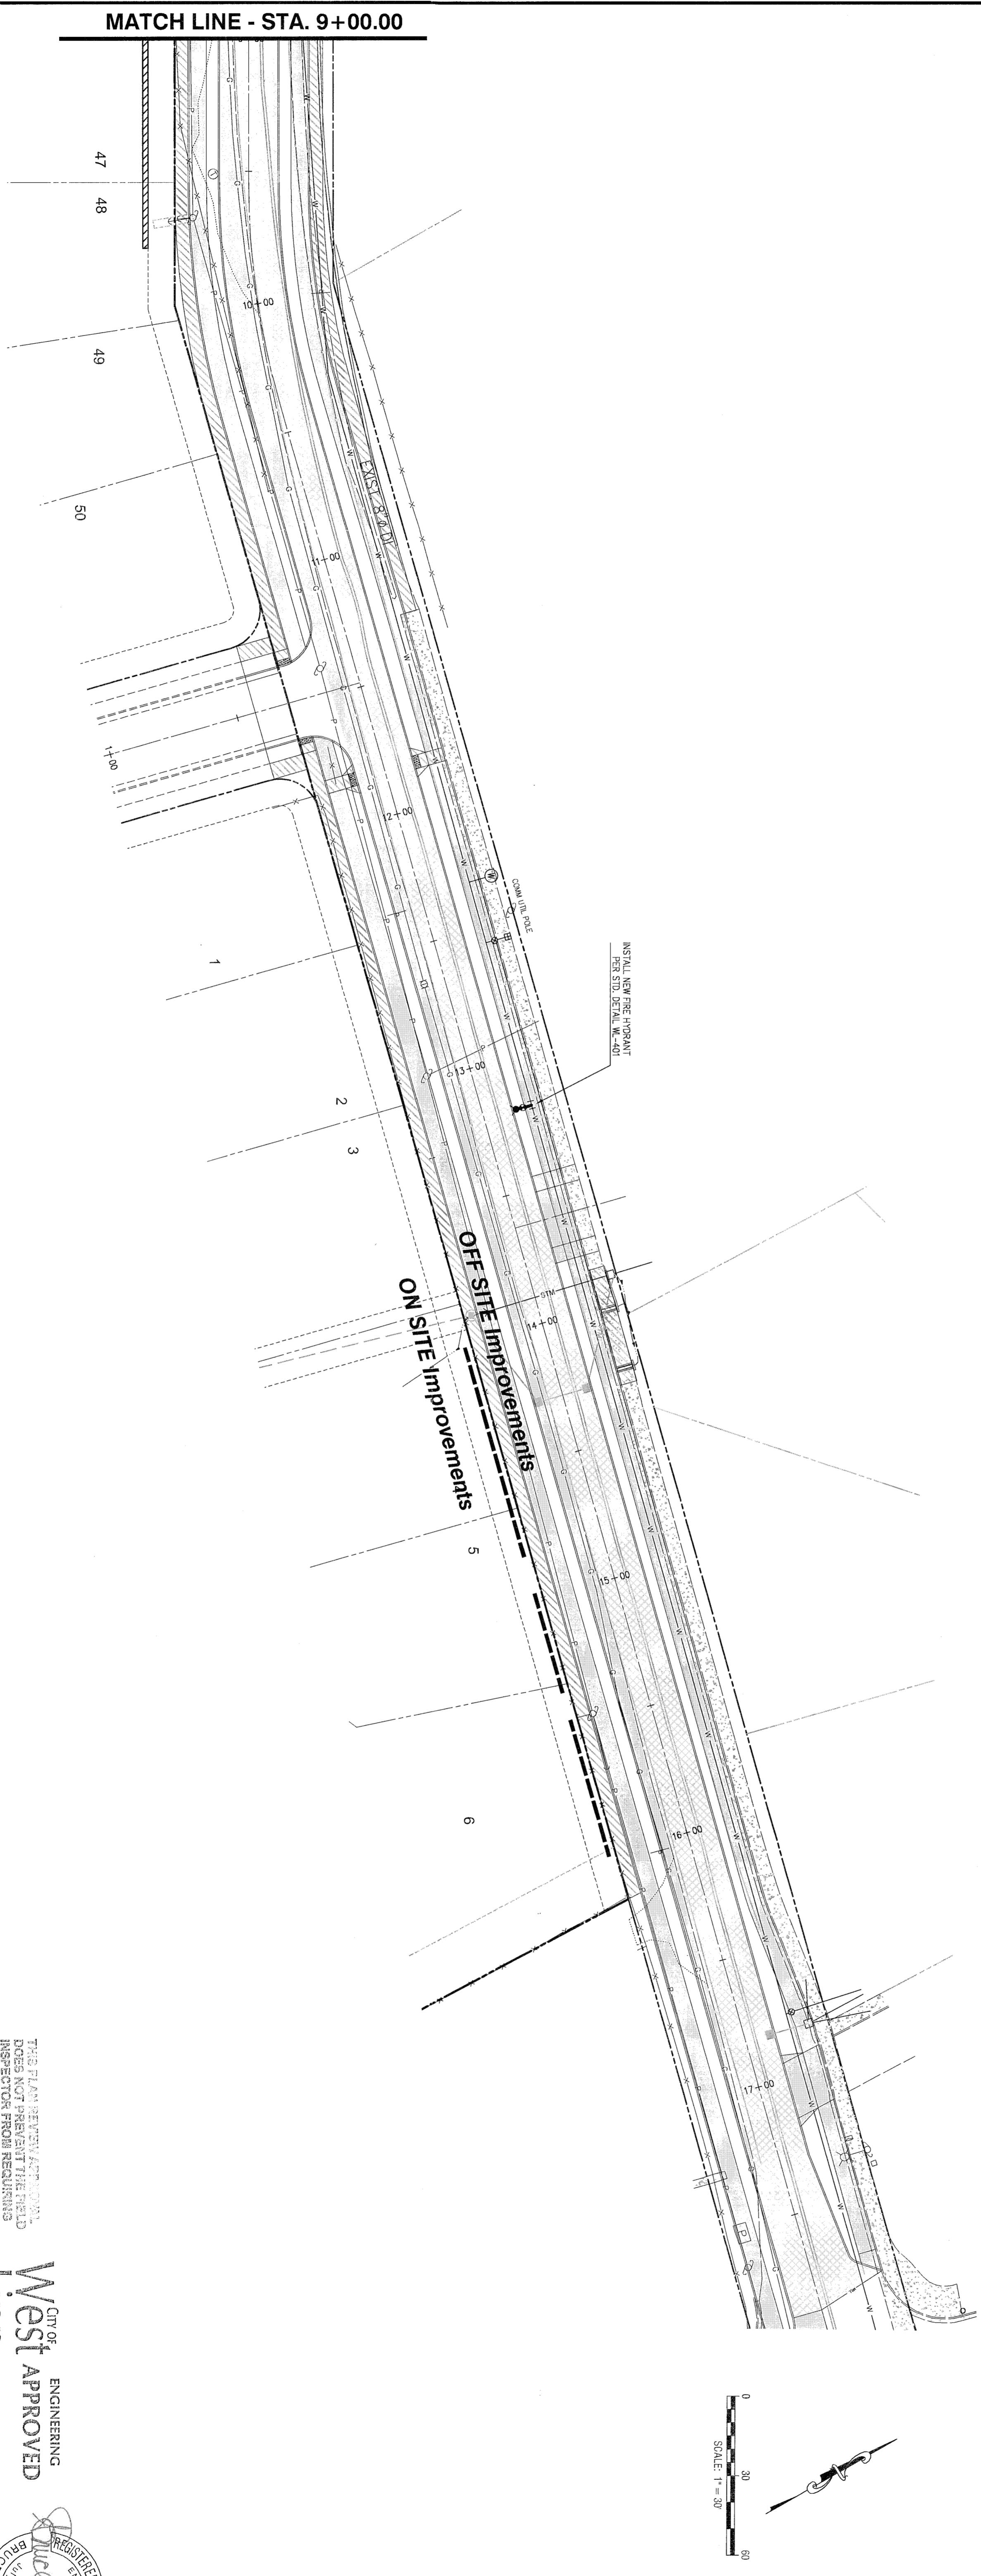 MATCH LINE - STA. 9+00.00
47
48
49
50
10+00
EXIST. 8"Ø DI
11+00
1+00
12+00
COMM UTIL POLE
INSTALL NEW FIRE HYDRANT
PER STD. DETAIL WL-401
1
2
3
13+00
STM
14+00
OFF SITE Improvements
ON SITE Improvements
4
5
15+00
6
16+00
17+00
P
THIS PLAN REVIEW
DOES NOT PREVENT THE FIELD
INSPECTOR FROM REQUIRING
CITY OF
West
ENGINEERING
APPROVED
0 30 60
SCALE: 1" = 30'